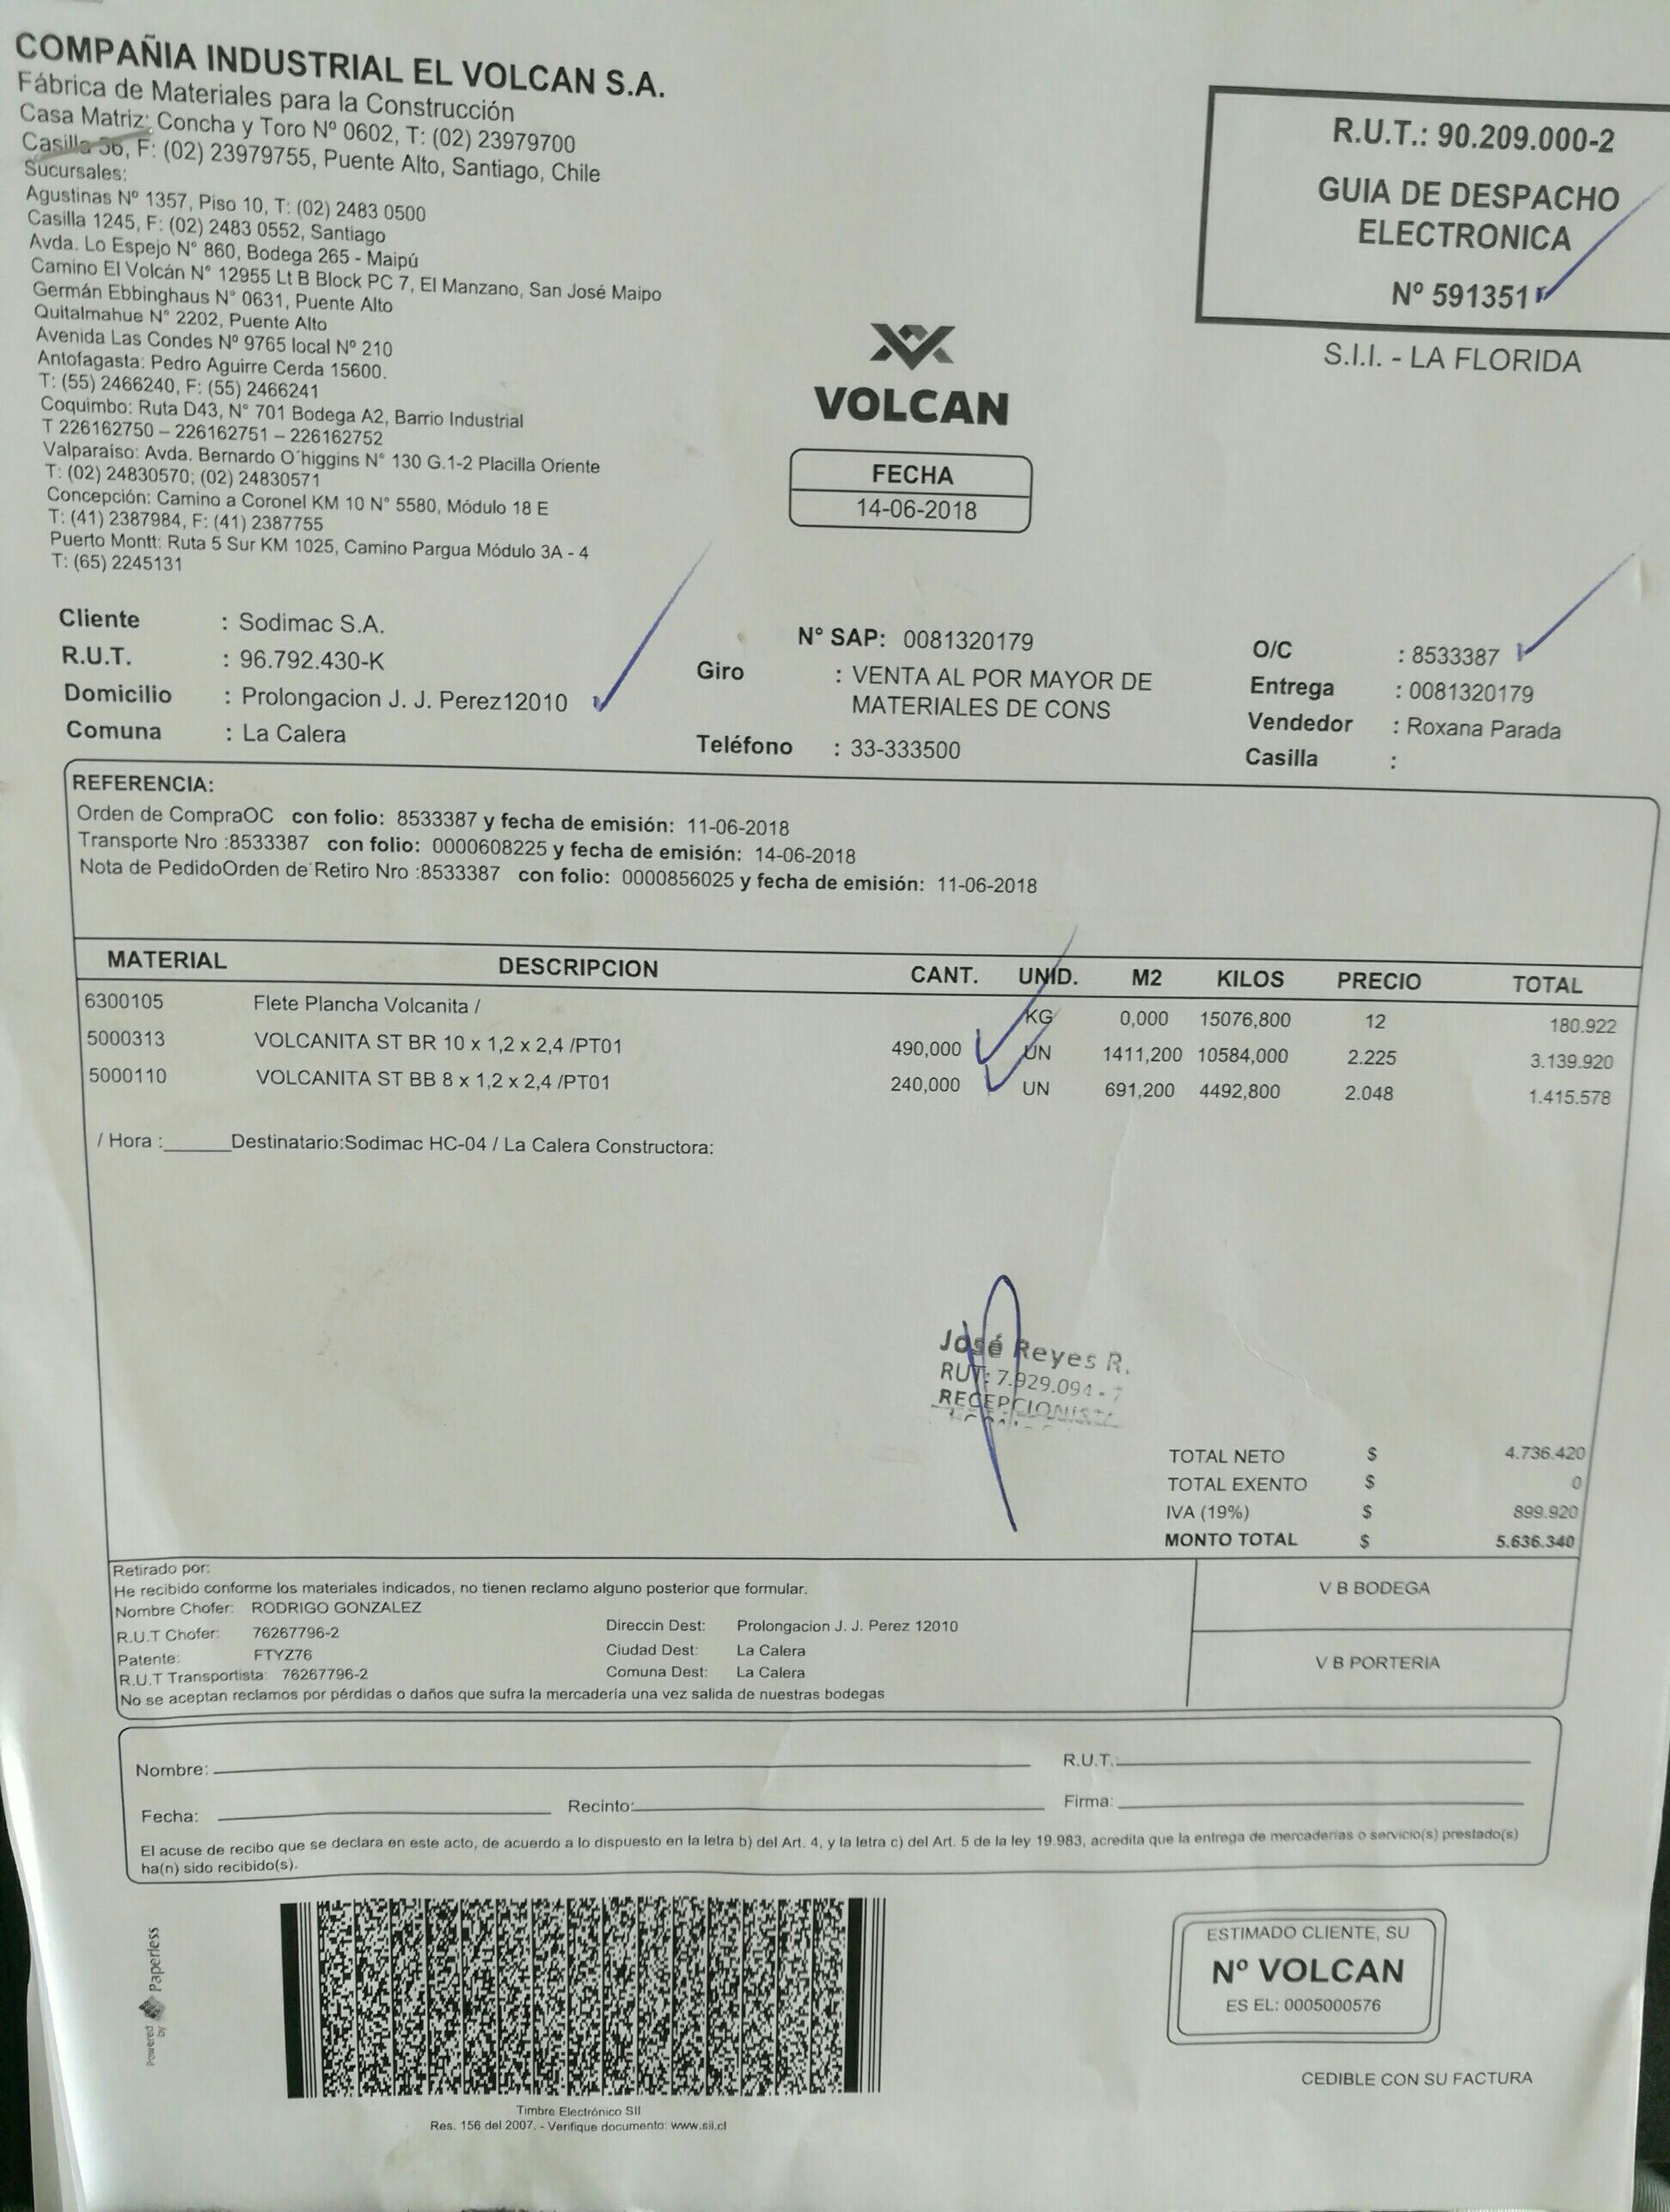 COMPAÑIA INDUSTRIAL EL VOLCAN S.A.
Fábrica de Materiales para la Construcción
Casa Matriz: Concha y Toro Nº 0602, T: (02) 23979700
Casilla 56, F: (02) 23979755, Puente Alto, Santiago, Chile
Sucursales:
Agustinas Nº 1357, Piso 10, T: (02) 2483 0500
Casilla 1245, F: (02) 2483 0552, Santiago
Avda. Lo Espejo N° 860, Bodega 265 - Maipú
Camino El Volcán N° 12955 Lt B Block PC 7, El Manzano, San José Maipo
Germán Ebbinghaus N° 0631, Puente Alto
Quitalmahue N° 2202, Puente Alto
Avenida Las Condes Nº 9765 local Nº 210
Antofagasta: Pedro Aguirre Cerda 15600.
T: (55) 2466240, F: (55) 2466241
Coquimbo: Ruta D43, N° 701 Bodega A2, Barrio Industrial
T 226162750 – 226162751 – 226162752
Valparaíso: Avda. Bernardo O´higgins N° 130 G.1-2 Placilla Oriente
T: (02) 24830570; (02) 24830571
Concepción: Camino a Coronel KM 10 N° 5580, Módulo 18 E
T: (41) 2387984, F: (41) 2387755
Puerto Montt: Ruta 5 Sur KM 1025, Camino Pargua Módulo 3A - 4
T: (65) 2245131
R.U.T.: 90.209.000-2
GUIA DE DESPACHO
ELECTRONICA
Nº 591351
S.I.I. - LA FLORIDA
VOLCAN
FECHA
14-06-2018
Cliente : Sodimac S.A.
R.U.T. : 96.792.430-K
Domicilio : Prolongacion J. J. Perez12010
Comuna : La Calera
N° SAP: 0081320179
Giro : VENTA AL POR MAYOR DE
MATERIALES DE CONS
Teléfono : 33-333500
O/C : 8533387
Entrega : 0081320179
Vendedor : Roxana Parada
Casilla :
REFERENCIA:
Orden de CompraOC con folio: 8533387 y fecha de emisión: 11-06-2018
Transporte Nro :8533387 con folio: 0000608225 y fecha de emisión: 14-06-2018
Nota de PedidoOrden de Retiro Nro :8533387 con folio: 0000856025 y fecha de emisión: 11-06-2018
MATERIAL DESCRIPCION CANT. UNID. M2 KILOS PRECIO TOTAL
6300105 Flete Plancha Volcanita / KG 0,000 15076,800 12 180.922
5000313 VOLCANITA ST BR 10 x 1,2 x 2,4 /PT01 490,000 UN 1411,200 10584,000 2.225 3.139.920
5000110 VOLCANITA ST BB 8 x 1,2 x 2,4 /PT01 240,000 UN 691,200 4492,800 2.048 1.415.578
/ Hora :______Destinatario:Sodimac HC-04 / La Calera Constructora:
José Reyes R.
RUT: 7.929.094 - 7
RECEPCIONISTA
TOTAL NETO $ 4.736.420
TOTAL EXENTO $ 0
IVA (19%) $ 899.920
MONTO TOTAL $ 5.636.340
Retirado por:
He recibido conforme los materiales indicados, no tienen reclamo alguno posterior que formular.
Nombre Chofer: RODRIGO GONZALEZ
R.U.T Chofer: 76267796-2
Patente: FTYZ76
R.U.T Transportista: 76267796-2
Direccin Dest: Prolongacion J. J. Perez 12010
Ciudad Dest: La Calera
Comuna Dest: La Calera
No se aceptan reclamos por pérdidas o daños que sufra la mercadería una vez salida de nuestras bodegas
V B BODEGA
V B PORTERIA
Nombre: R.U.T.
Fecha: Recinto: Firma:
El acuse de recibo que se declara en este acto, de acuerdo a lo dispuesto en la letra b) del Art. 4, y la letra c) del Art. 5 de la ley 19.983, acredita que la entrega de mercaderías o servicio(s) prestado(s)
ha(n) sido recibido(s).
Powered by Paperless
Timbre Electrónico SII
Res. 156 del 2007. - Verifique documento: www.sii.cl
ESTIMADO CLIENTE, SU
Nº VOLCAN
ES EL: 0005000576
CEDIBLE CON SU FACTURA